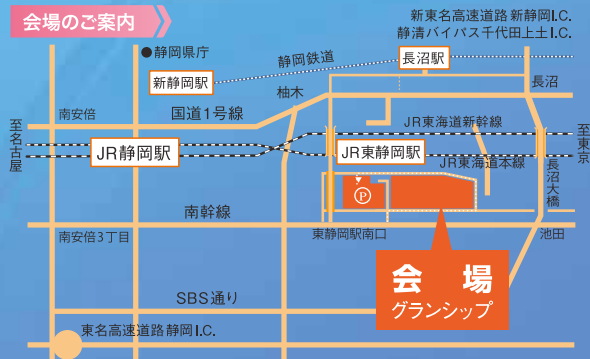 会場のご案内
新東名高速道路 新静岡I.C.
静清バイパス千代田上土I.C.
●静岡県庁
静岡鉄道
長沼駅
新静岡駅
柚木
長沼
南安倍
国道1号線
JR東海道新幹線
至名古屋
至東京
JR静岡駅
JR東静岡駅
JR東海道本線
長沼大橋
P
南幹線
南安倍3丁目
東静岡駅南口
池田
会場
グランシップ
SBS通り
東名高速道路静岡I.C.